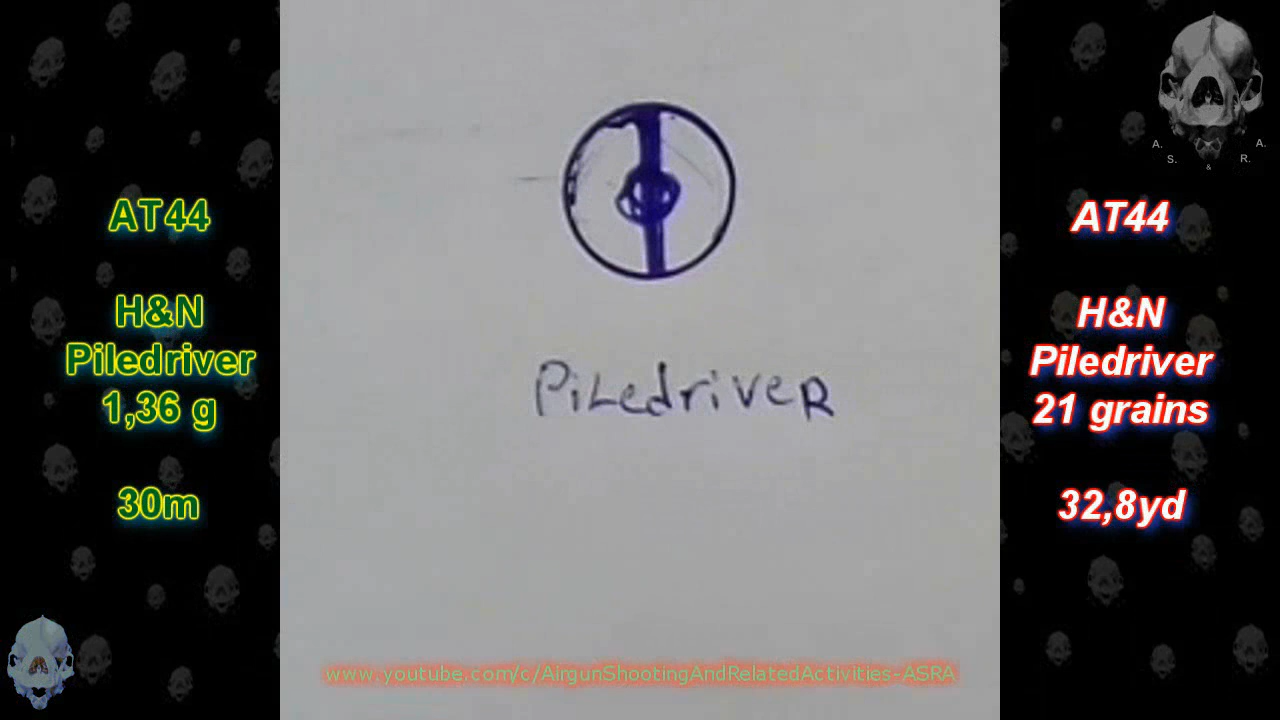 AT44
H&N
Piledriver
1,36 g
30m
PiLedriveR
www.youtube.com/c/AirgunShootingAndRelatedActivities-ASRA
A. A.
S. R.
&
AT44
H&N
Piledriver
21 grains
32,8yd